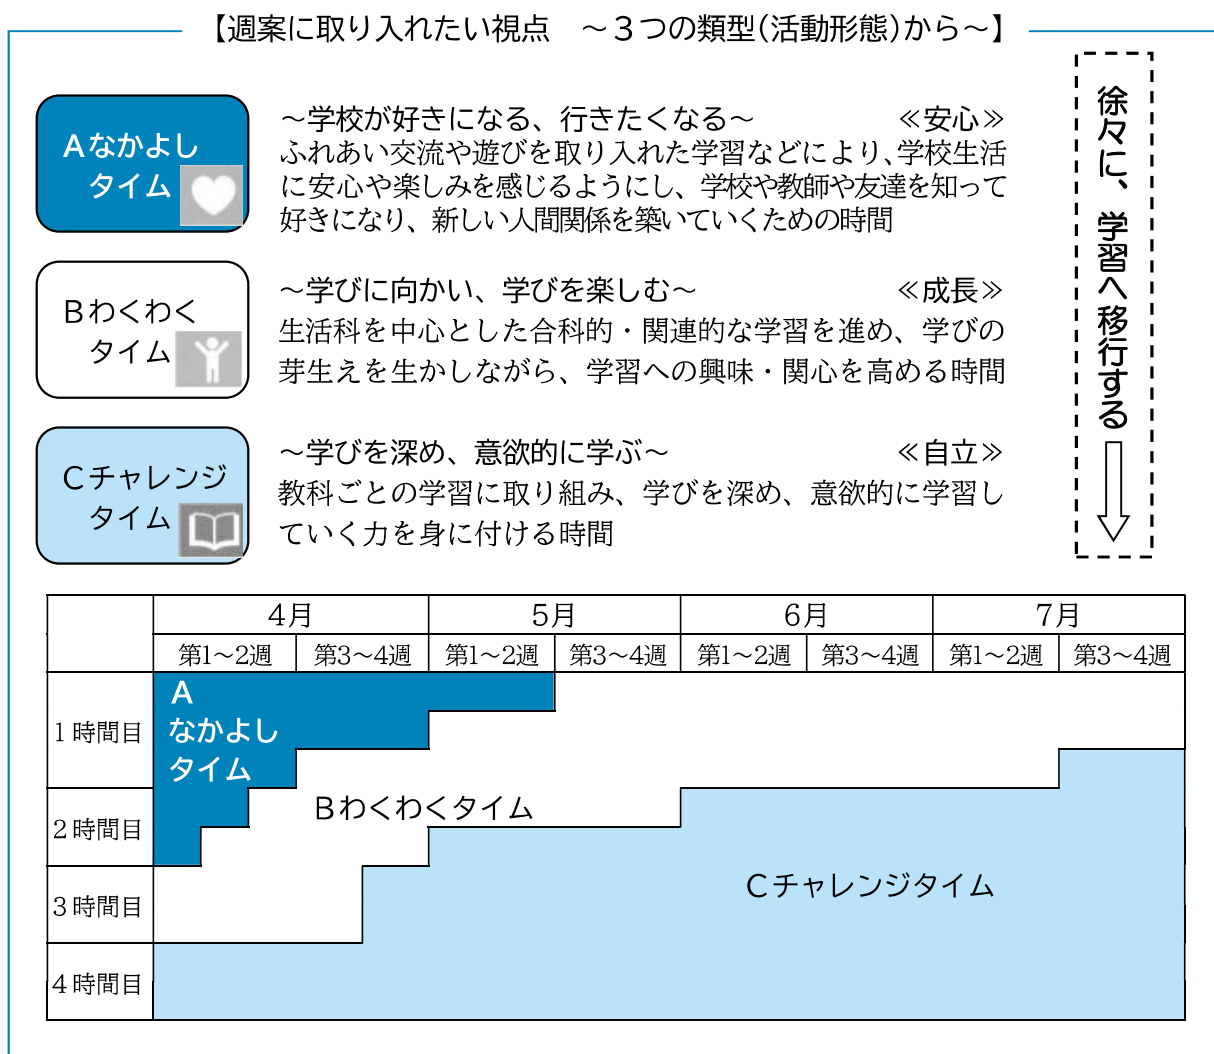 【週案に取り入れたい視点　～３つの類型（活動形態）から～】
Ａなかよし
タイム
～学校が好きになる、行きたくなる～　≪安心≫
ふれあい交流や遊びを取り入れた学習などにより、学校生活
に安心や楽しみを感じるようにし、学校や教師や友達を知って
好きになり、新しい人間関係を築いていくための時間
Ｂわくわく
タイム
～学びに向かい、学びを楽しむ～　≪成長≫
生活科を中心とした合科的・関連的な学習を進め、学びの
芽生えを生かしながら、学習への興味・関心を高める時間
Ｃチャレンジ
タイム
～学びを深め、意欲的に学ぶ～　≪自立≫
教科ごとの学習に取り組み、学びを深め、意欲的に学習し
ていく力を身に付ける時間
徐々に、学習へ移行する
4月　5月　6月　7月
第1～2週　第3～4週　第1～2週　第3～4週　第1～2週　第3～4週　第1～2週　第3～4週
1時間目
2時間目
3時間目
4時間目
Ａ
なかよし
タイム
Ｂわくわくタイム
Ｃチャレンジタイム